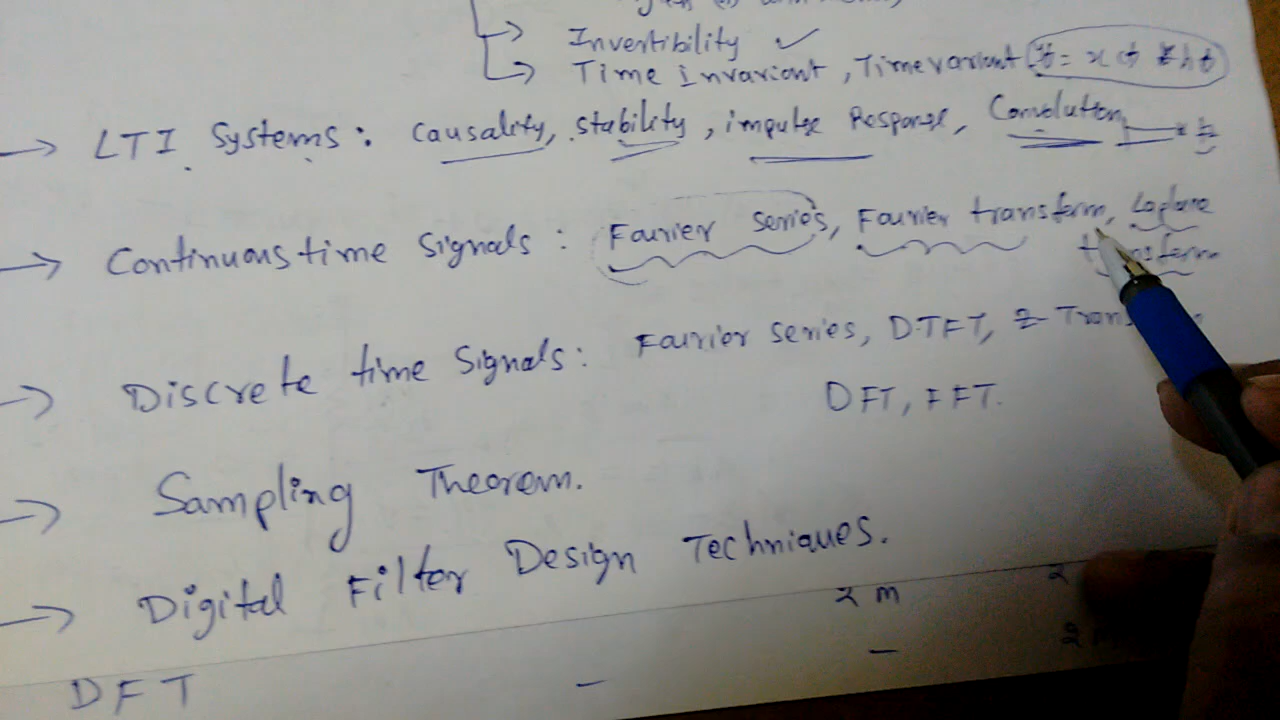 → Invertibility ✓
→ Time invariant, Time variant
→ LTI Systems: causality, stability, impulse Response, Convolution
→ Continuous time Signals: Fourier series, Fourier transform, Laplace
transform
→ Discrete time Signals: Fourier series, DTFT, Z
DFT, FFT.
→ Sampling Theorem.
→ Digital Filter Design Techniques.
2 m
DFT - -